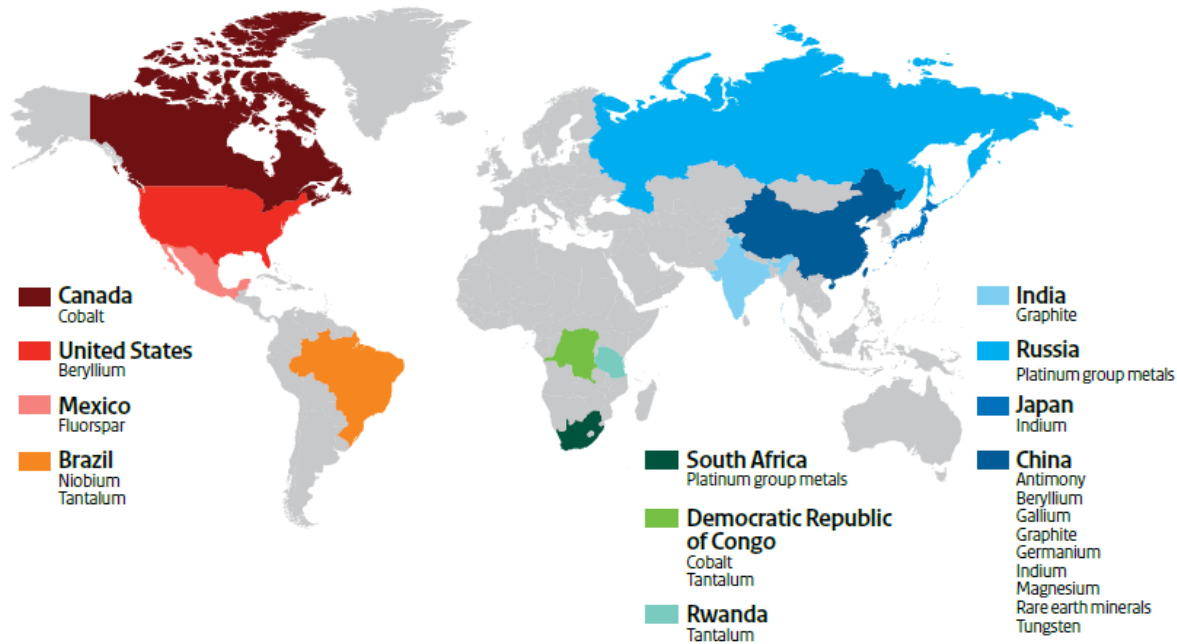 Canada
Cobalt
United States
Beryllium
Mexico
Fluorspar
Brazil
Niobium
Tantalum
South Africa
Platinum group metals
Democratic Republic
of Congo
Cobalt
Tantalum
Rwanda
Tantalum
India
Graphite
Russia
Platinum group metals
Japan
Indium
China
Antimony
Beryllium
Gallium
Graphite
Germanium
Indium
Magnesium
Rare earth minerals
Tungsten